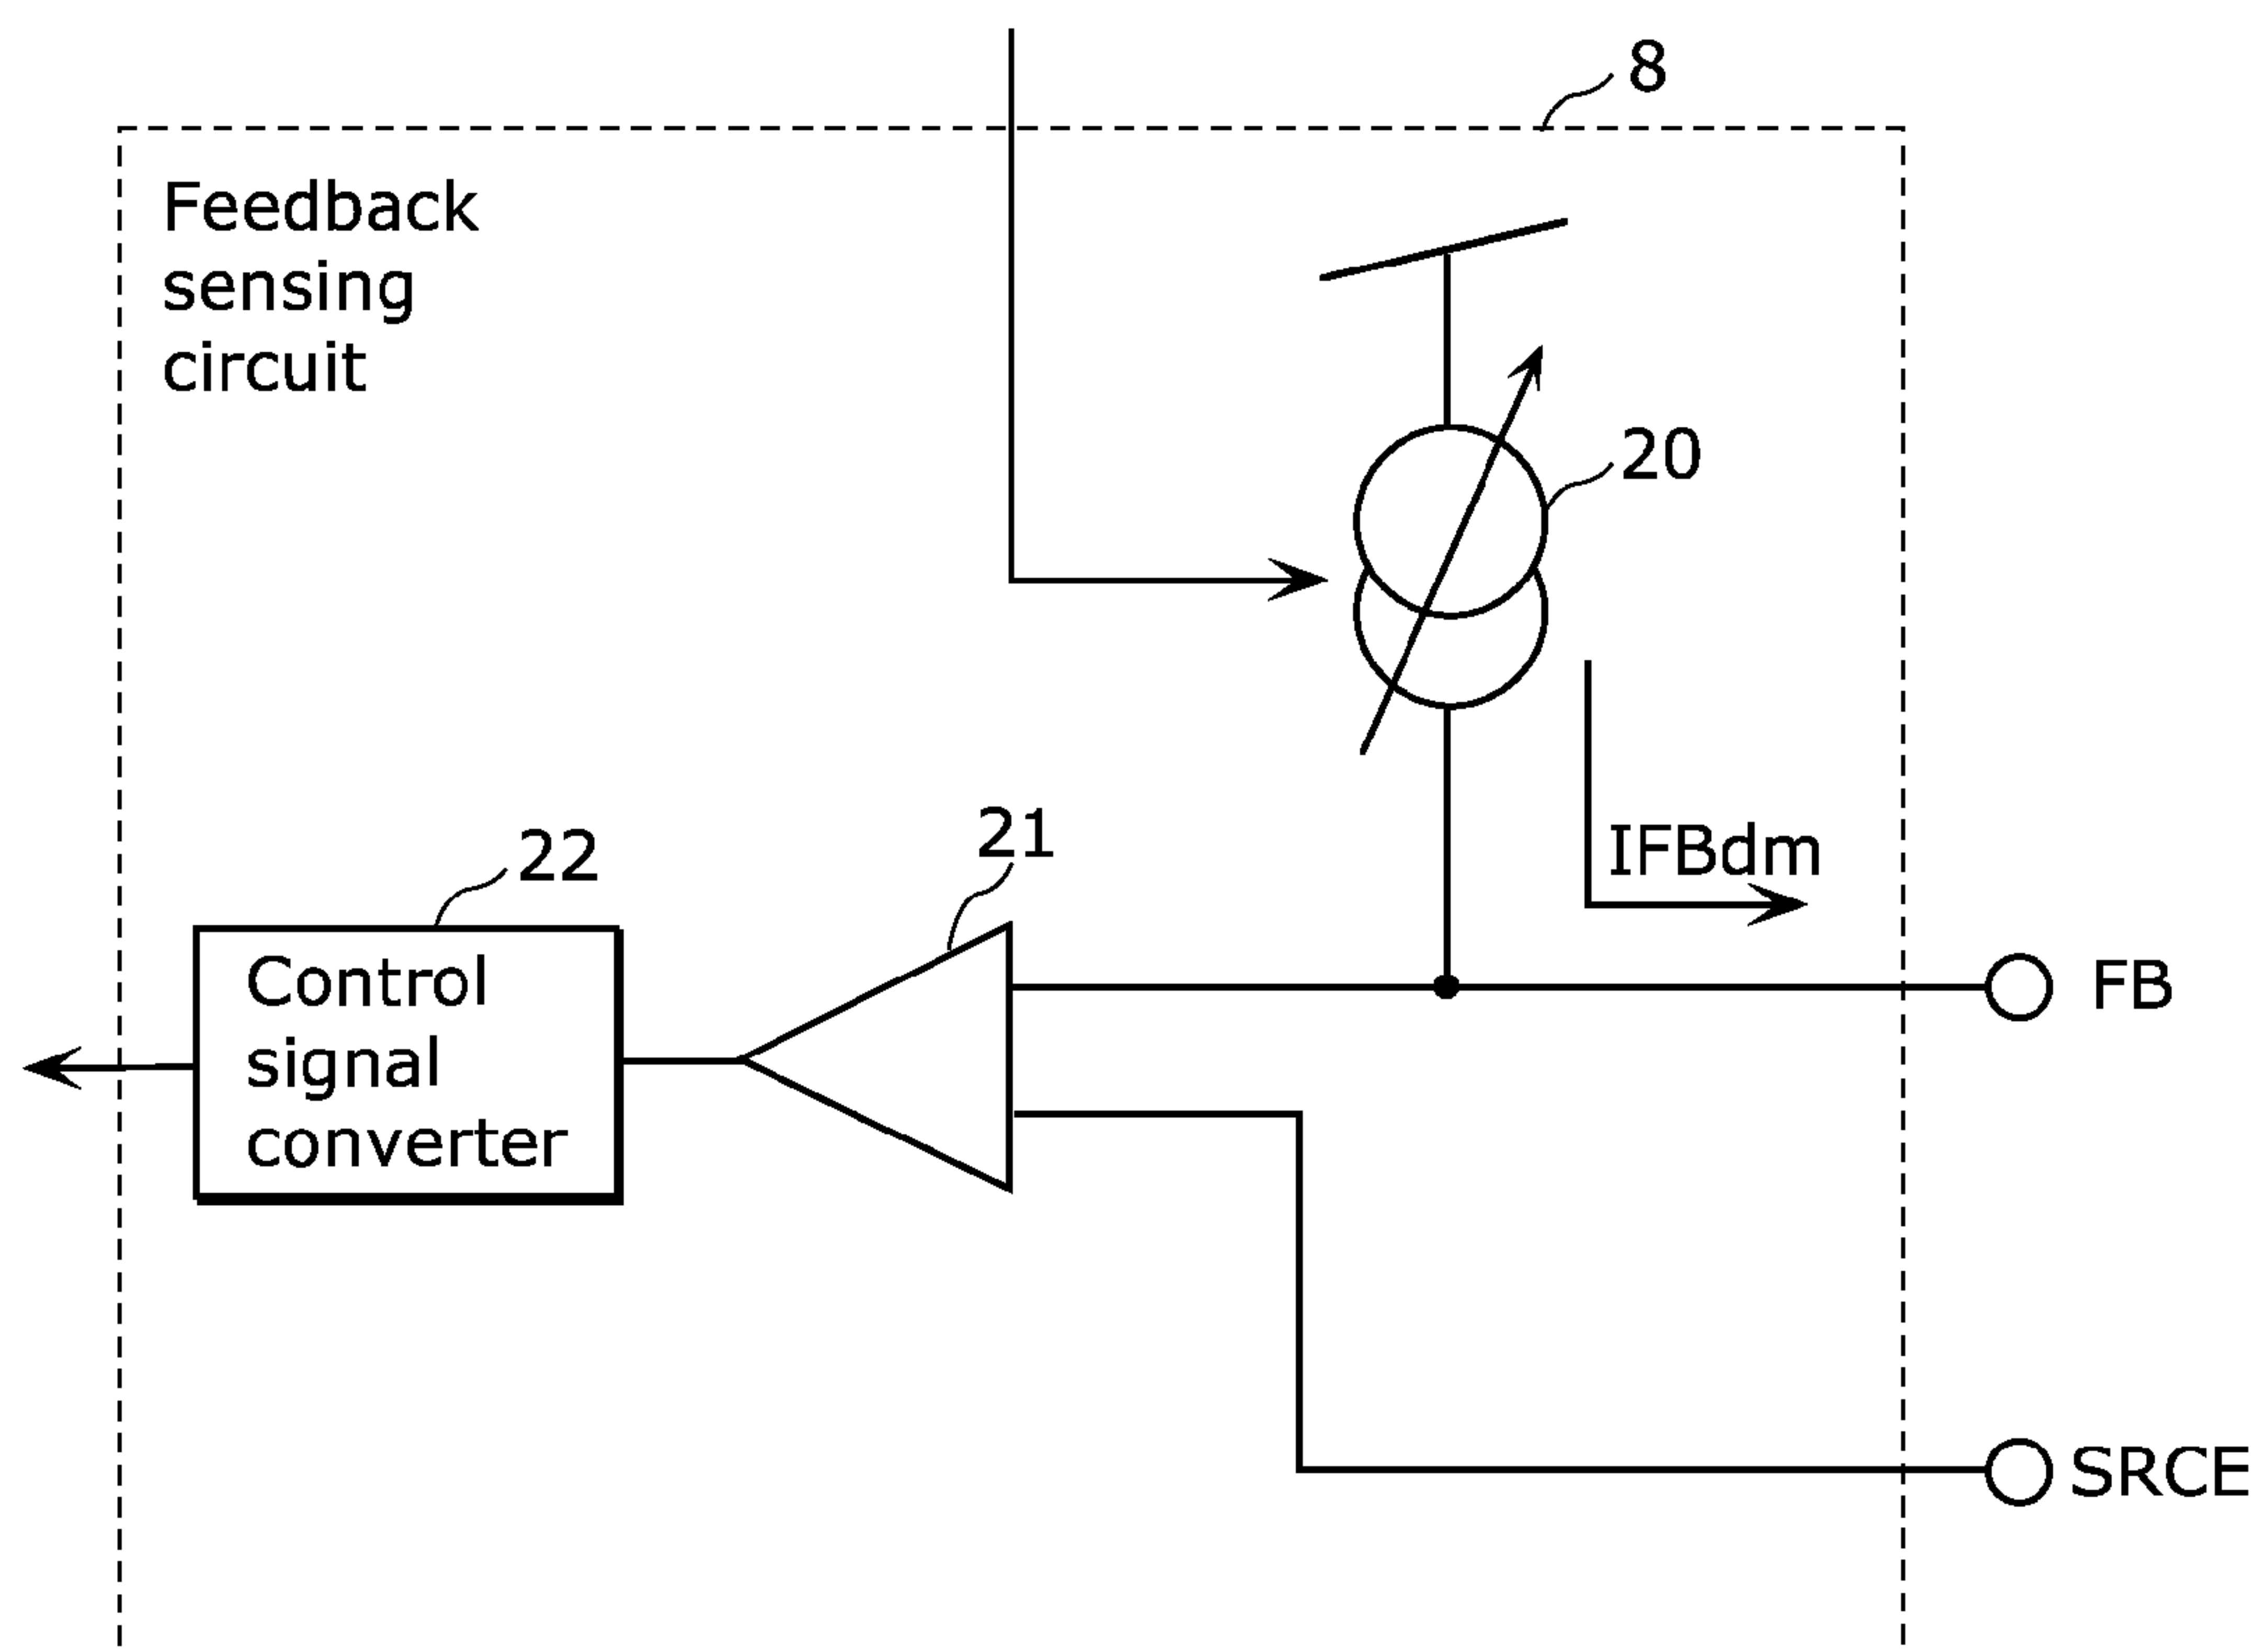 8
Feedback
sensing
circuit
20
21
IFBdm
22
Control
signal
converter
FB
SRCE